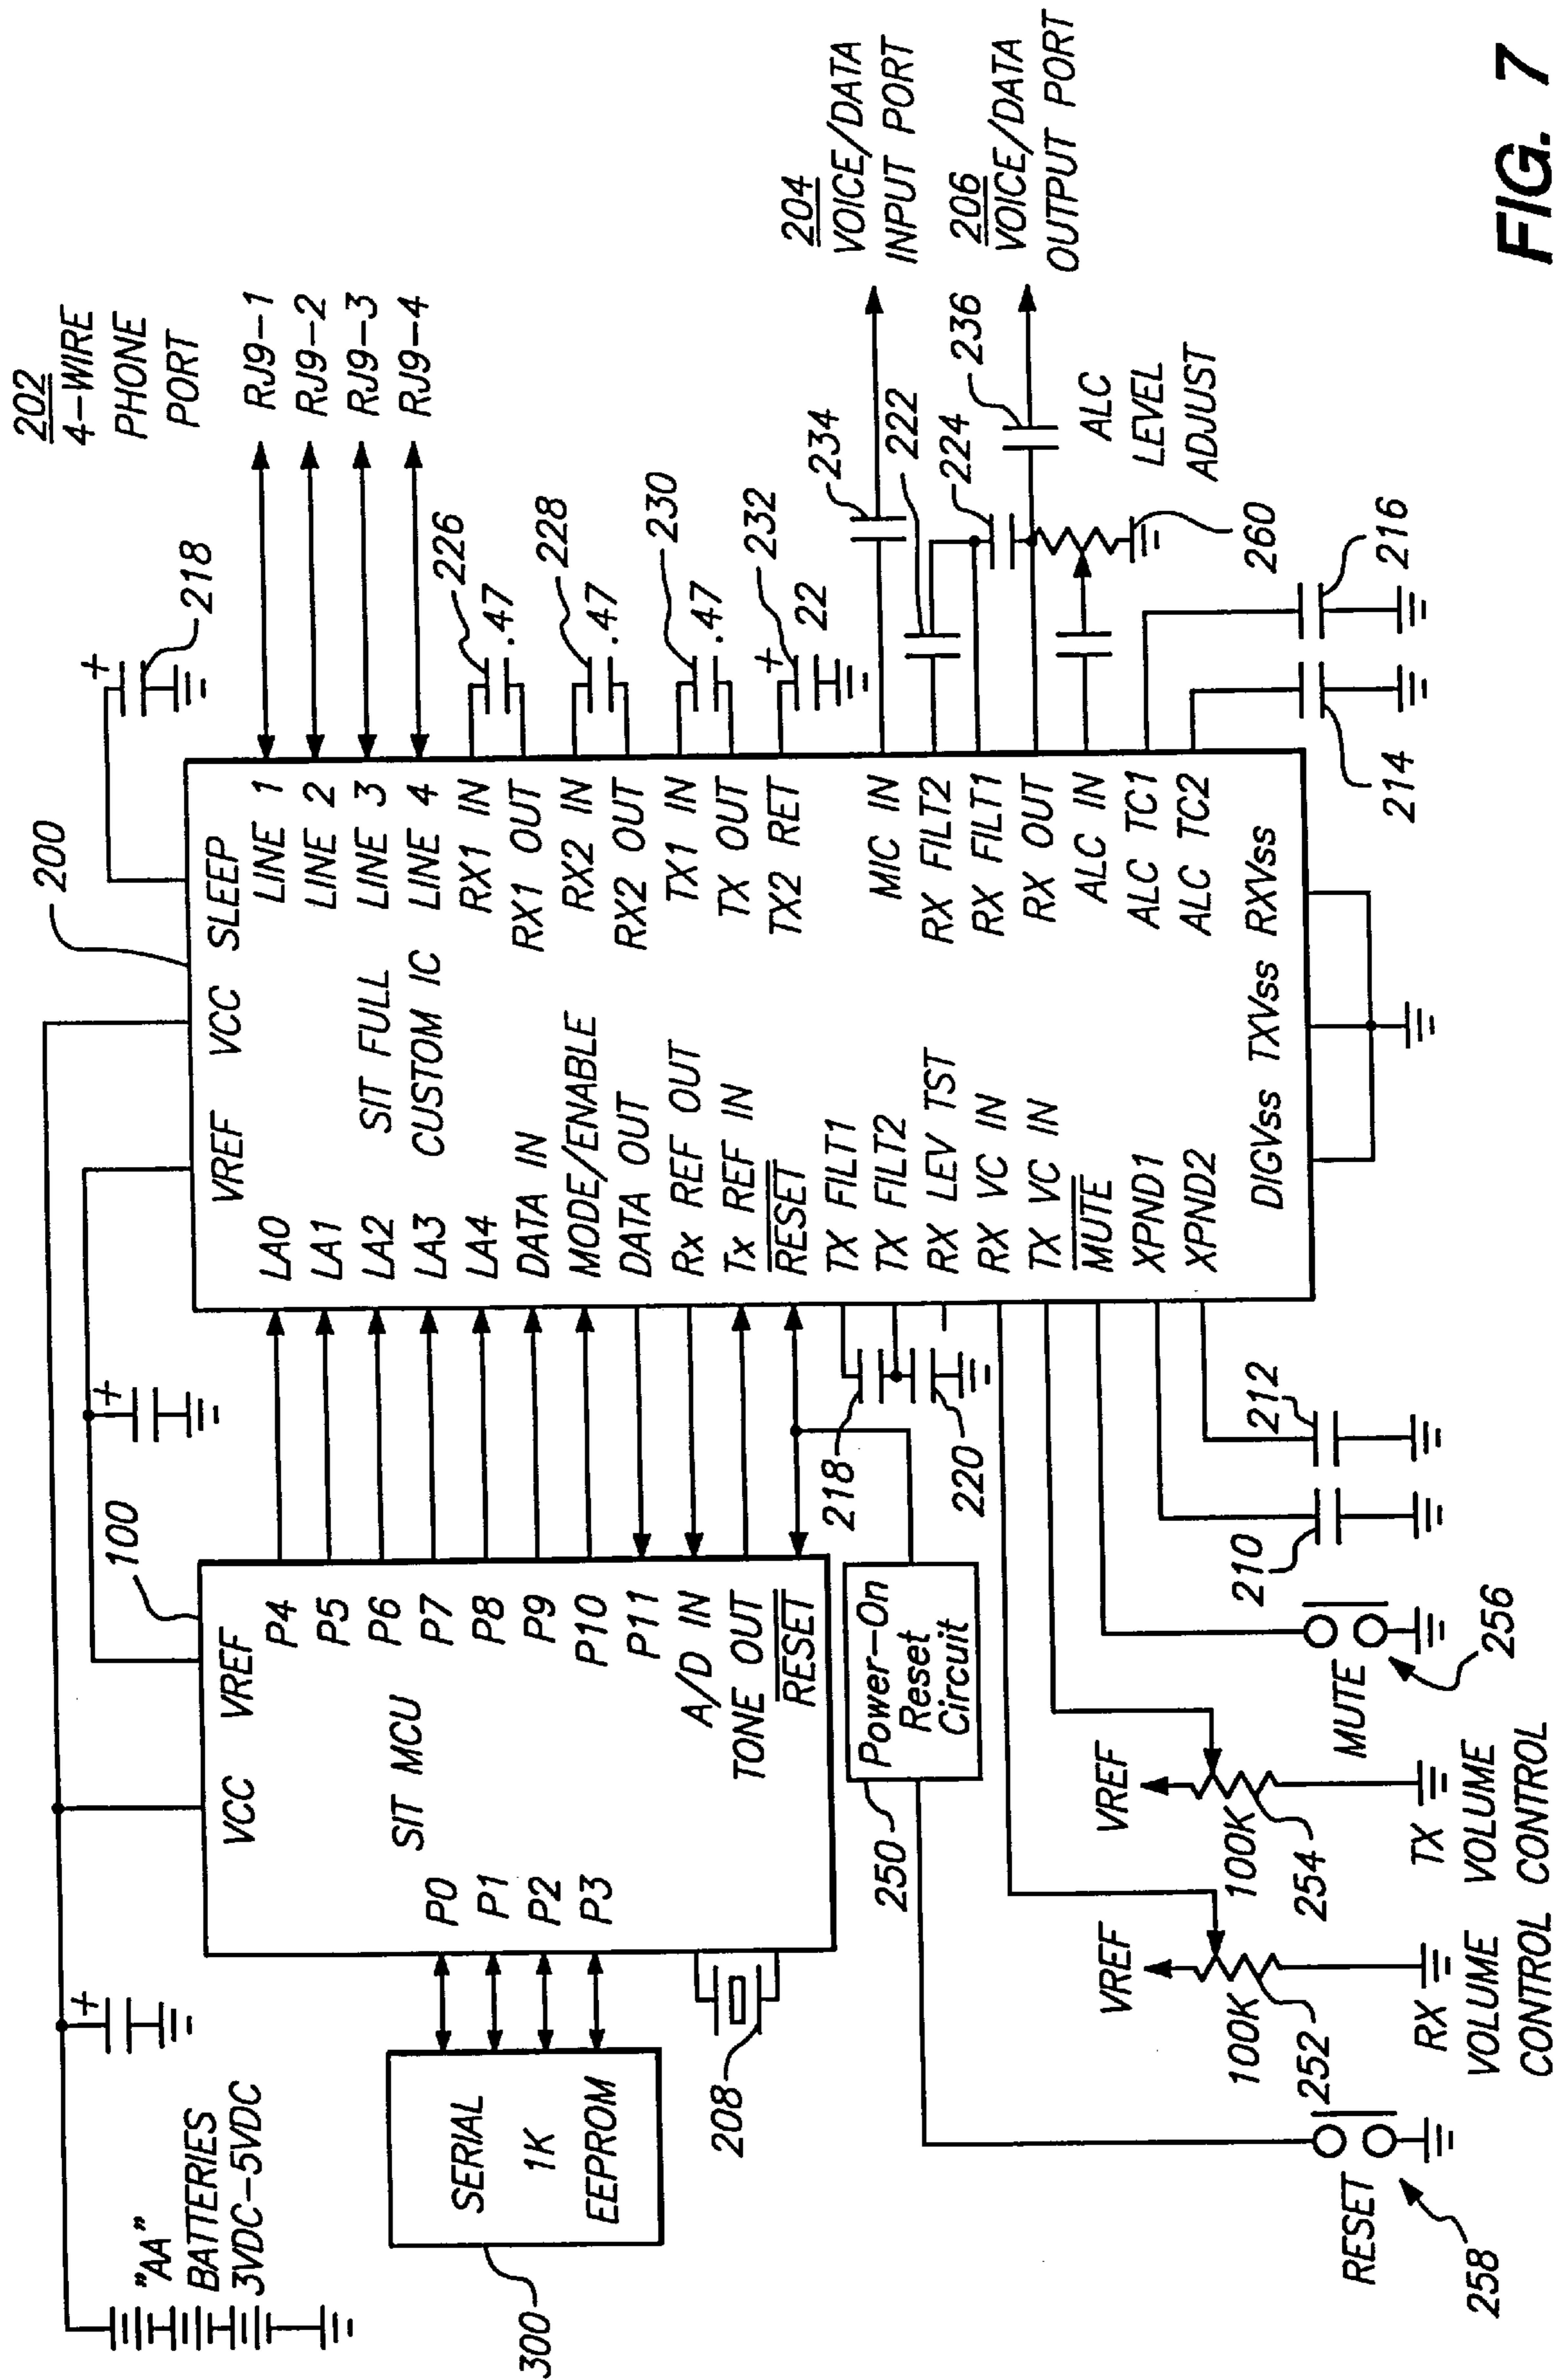 202
4-WIRE
PHONE
PORT
RJ9-1
RJ9-2
RJ9-3
RJ9-4
218
226
.47
228
.47
230
.47
232
+
22
+
204
VOICE/DATA
INPUT PORT
206
VOICE/DATA
OUTPUT PORT
234
222
224
236
ALC
LEVEL
ADJUST
260
216
214
200
VREF
VCC
SLEEP
SIT FULL
CUSTOM IC
LINE 1
LINE 2
LINE 3
LINE 4
RX1 IN
RX1 OUT
RX2 IN
RX2 OUT
TX1 IN
TX OUT
TX2 RET
MIC IN
RX FILT2
RX FILT1
RX OUT
ALC IN
ALC TC1
ALC TC2
LA0
LA1
LA2
LA3
LA4
DATA IN
MODE/ENABLE
DATA OUT
Rx REF OUT
Tx REF IN
RESET
TX FILT1
TX FILT2
RX LEV TST
RX VC IN
TX VC IN
MUTE
XPND1
XPND2
DIGVss
TXVss
RXVss
+
100
VCC
VREF
SIT MCU
P4
P5
P6
P7
P8
P9
P10
P11
A/D IN
TONE OUT
RESET
P0
P1
P2
P3
218
220
212
210
Power-On
Reset
Circuit
250
MUTE
256
VREF
100K
254
TX
VOLUME
CONTROL
VREF
100K
252
RX
VOLUME
CONTROL
+
"AA"
BATTERIES
3VDC-5VDC
SERIAL
1K
EEPROM
300
208
RESET
258
FIG. 7